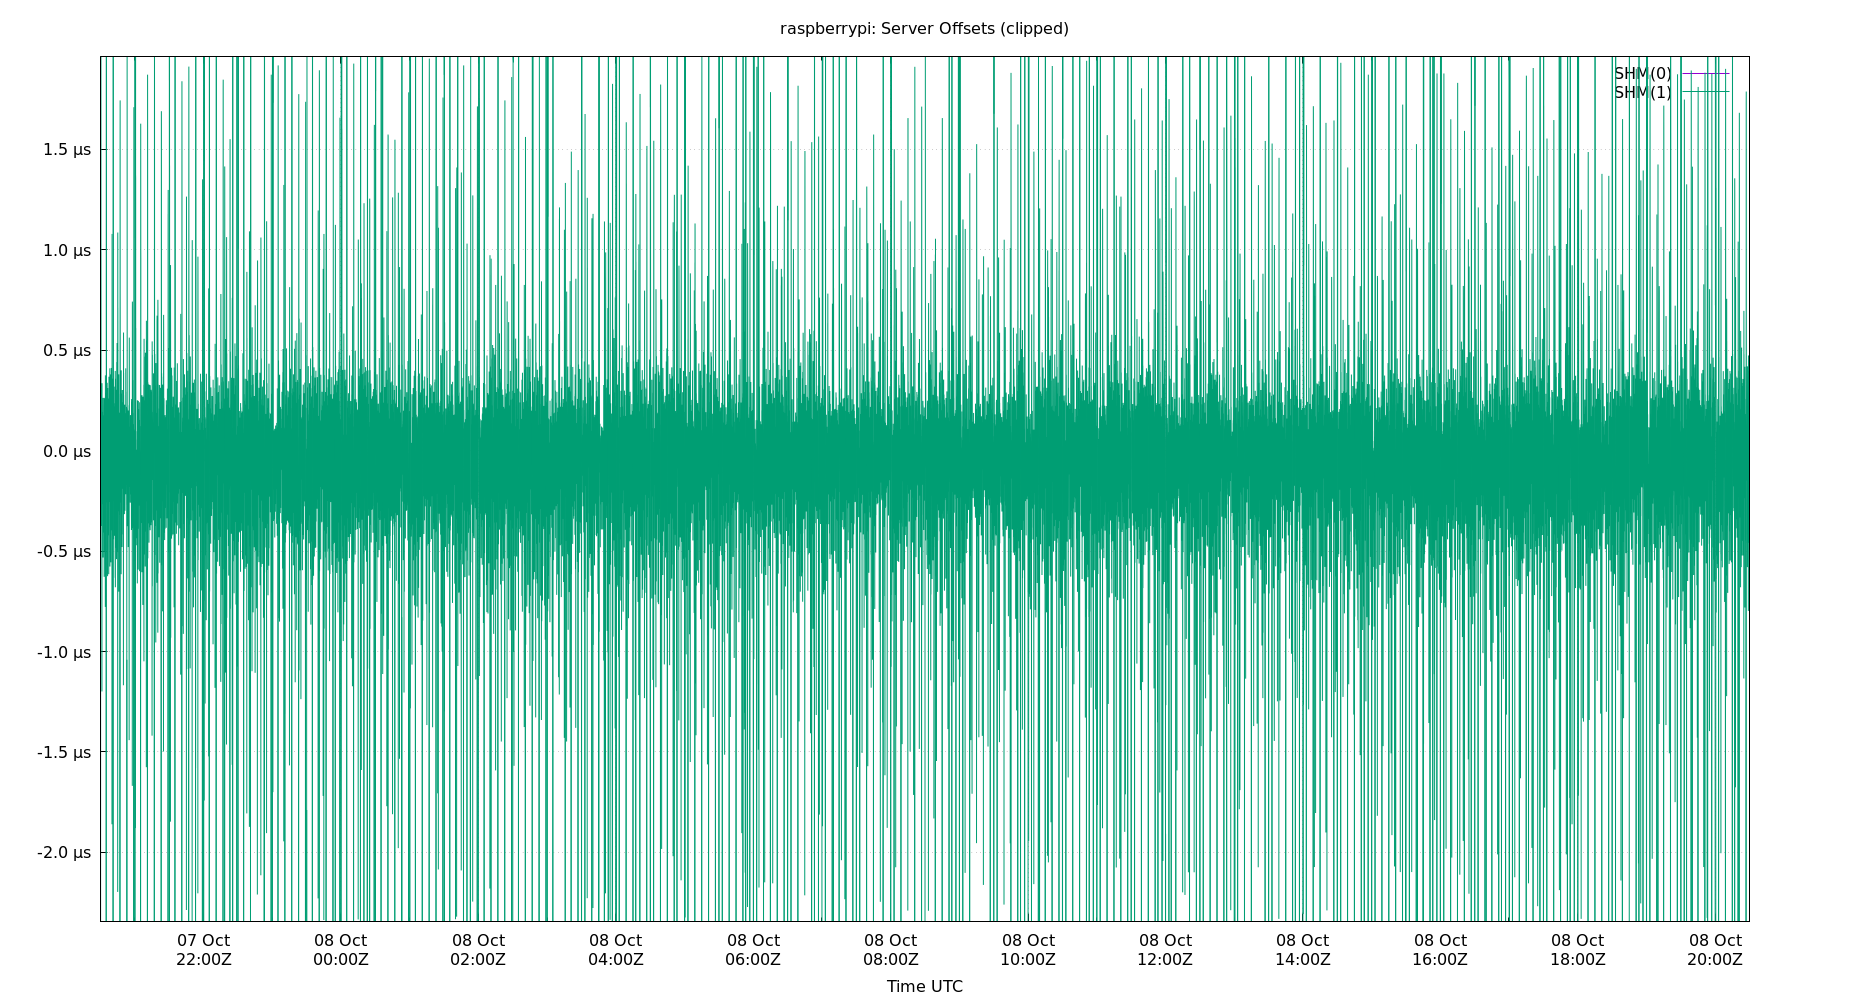 raspberrypi: Server Offsets (clipped)
SHM(0)
SHM(1)
1.5 µs
1.0 µs
0.5 µs
0.0 µs
-0.5 µs
-1.0 µs
-1.5 µs
-2.0 µs
07 Oct 08 Oct 08 Oct 08 Oct 08 Oct 08 Oct 08 Oct 08 Oct 08 Oct 08 Oct 08 Oct 08 Oct
22:00Z 00:00Z 02:00Z 04:00Z 06:00Z 08:00Z 10:00Z 12:00Z 14:00Z 16:00Z 18:00Z 20:00Z
Time UTC